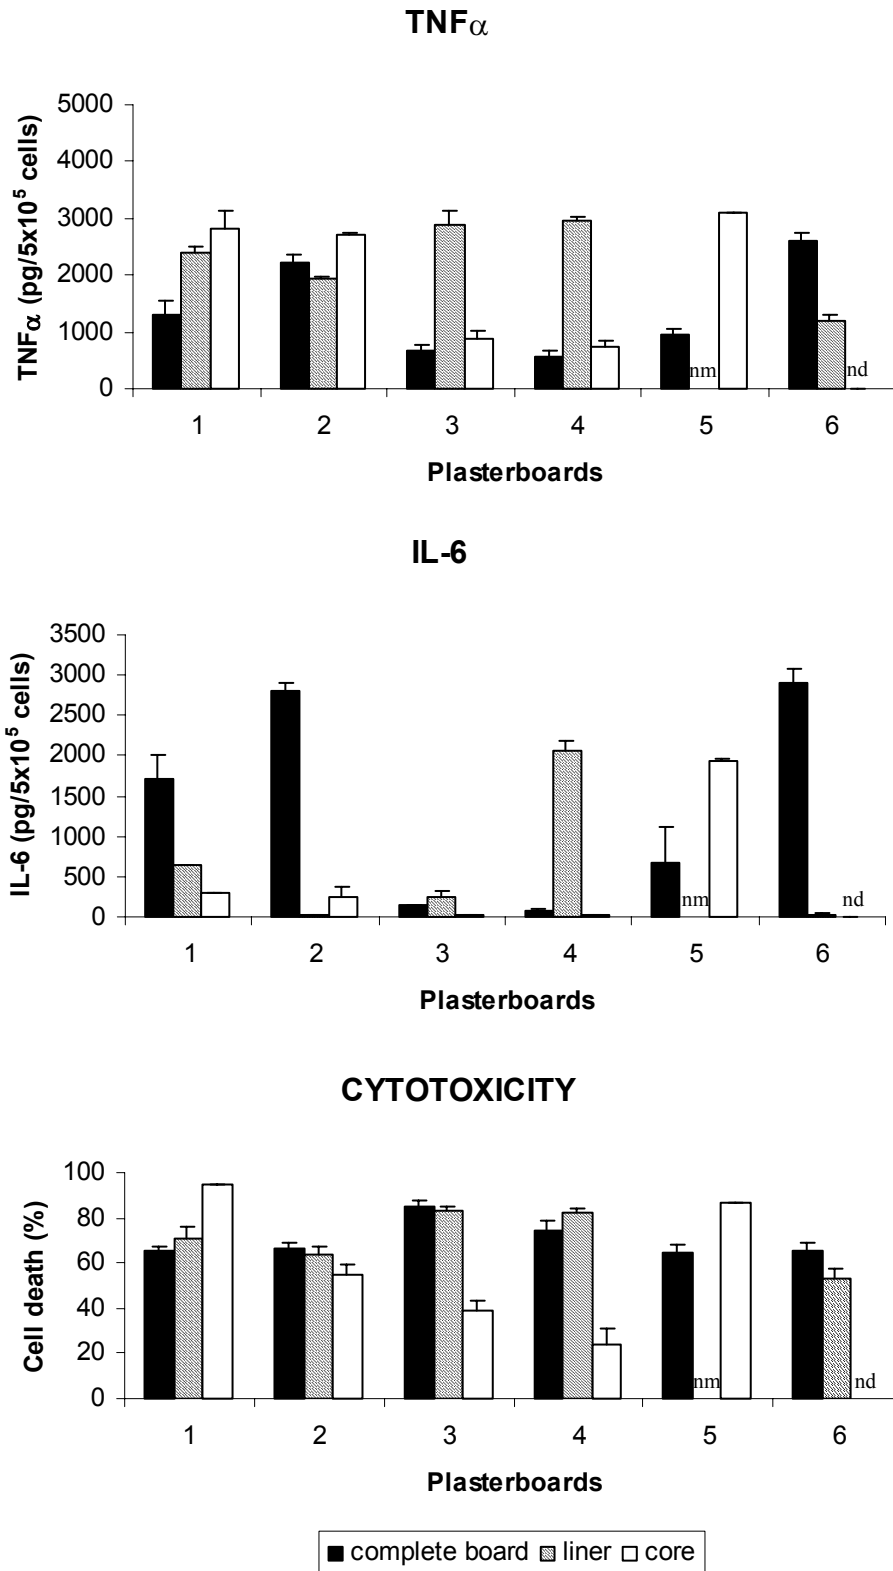 TNFα
TNFα (pg/5x10⁵ cells)
5000
4000
3000
2000
1000
0
nm
nd
1 2 3 4 5 6
Plasterboards
IL-6
IL-6 (pg/5x10⁵ cells)
3500
3000
2500
2000
1500
1000
500
0
nm
nd
1 2 3 4 5 6
Plasterboards
CYTOTOXICITY
Cell death (%)
100
80
60
40
20
0
nm
nd
1 2 3 4 5 6
Plasterboards
complete board liner core